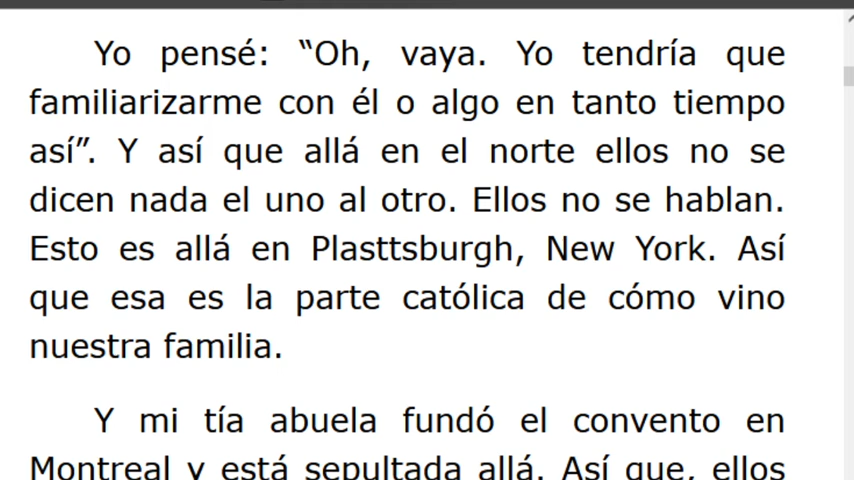 Yo pensé: “Oh, vaya. Yo tendría que
familiarizarme con él o algo en tanto tiempo
así”. Y así que allá en el norte ellos no se
dicen nada el uno al otro. Ellos no se hablan.
Esto es allá en Plasttsburgh, New York. Así
que esa es la parte católica de cómo vino
nuestra familia.
Y mi tía abuela fundó el convento en
Montreal y está sepultada allá. Así que, ellos